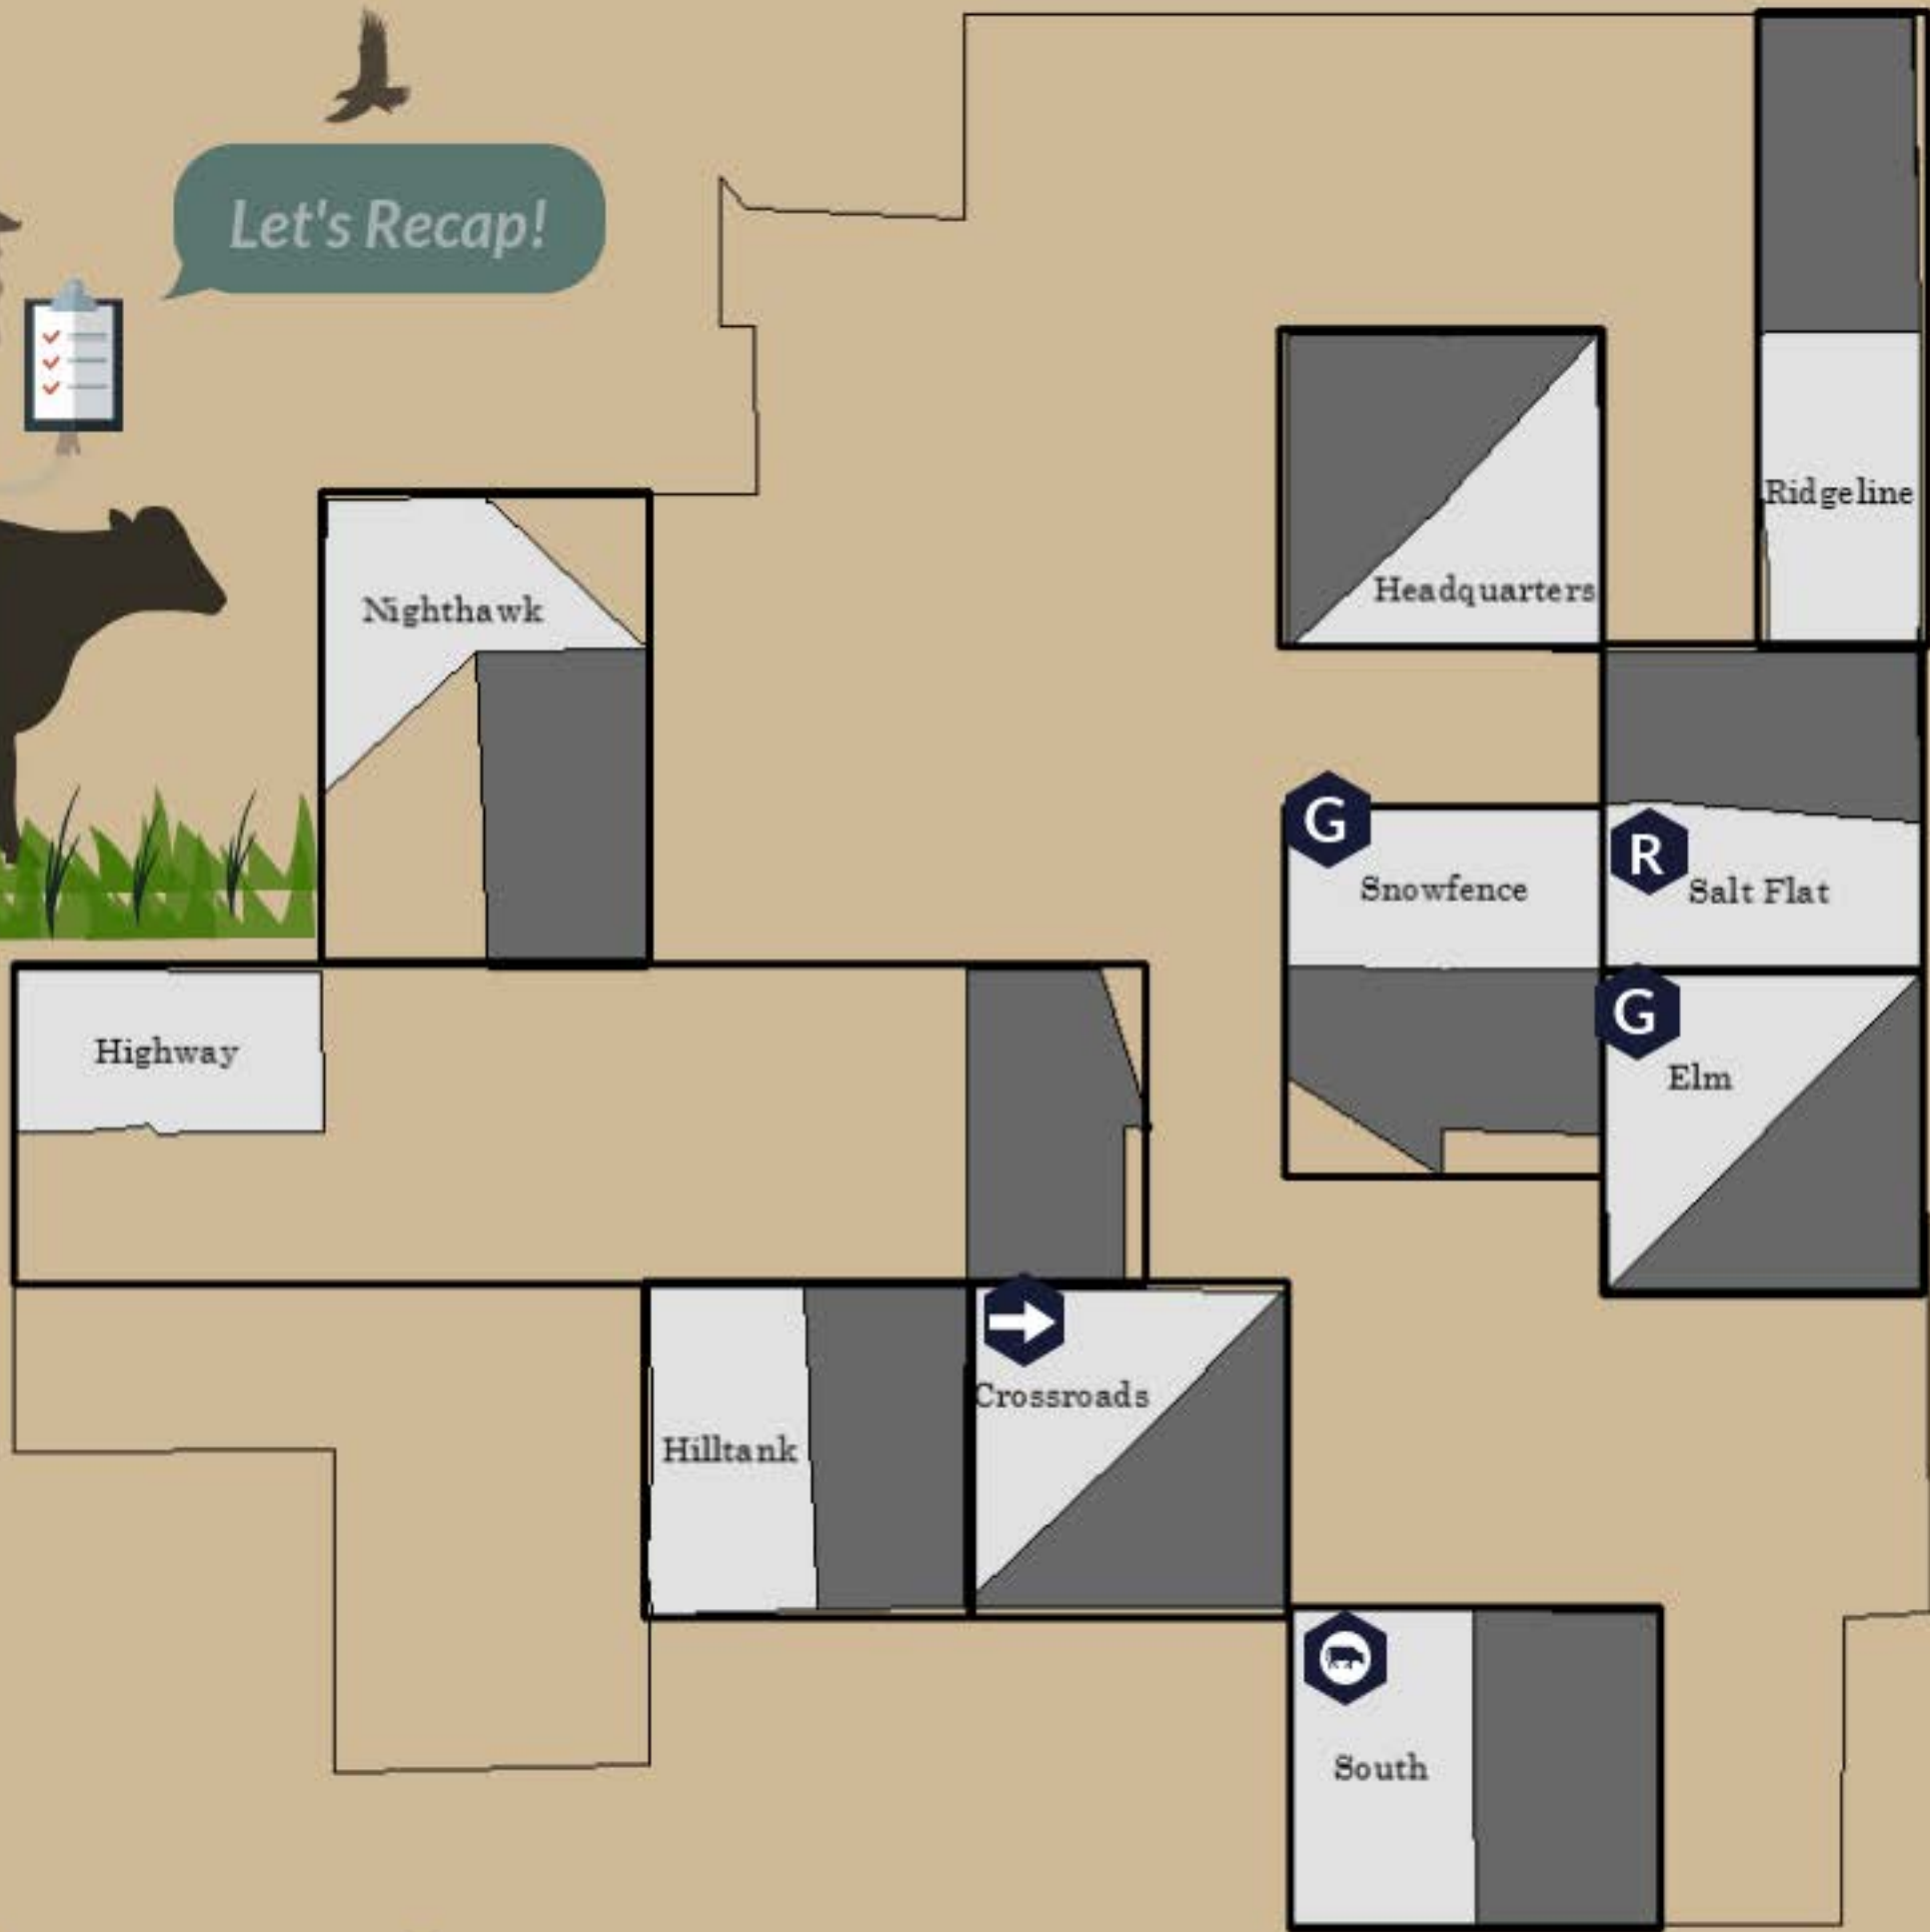 Let's Recap!
Ridgeline
Headquarters
Nighthawk
G
Snowfence
R
Salt Flat
G
Elm
Highway
Crossroads
Hilltank
South